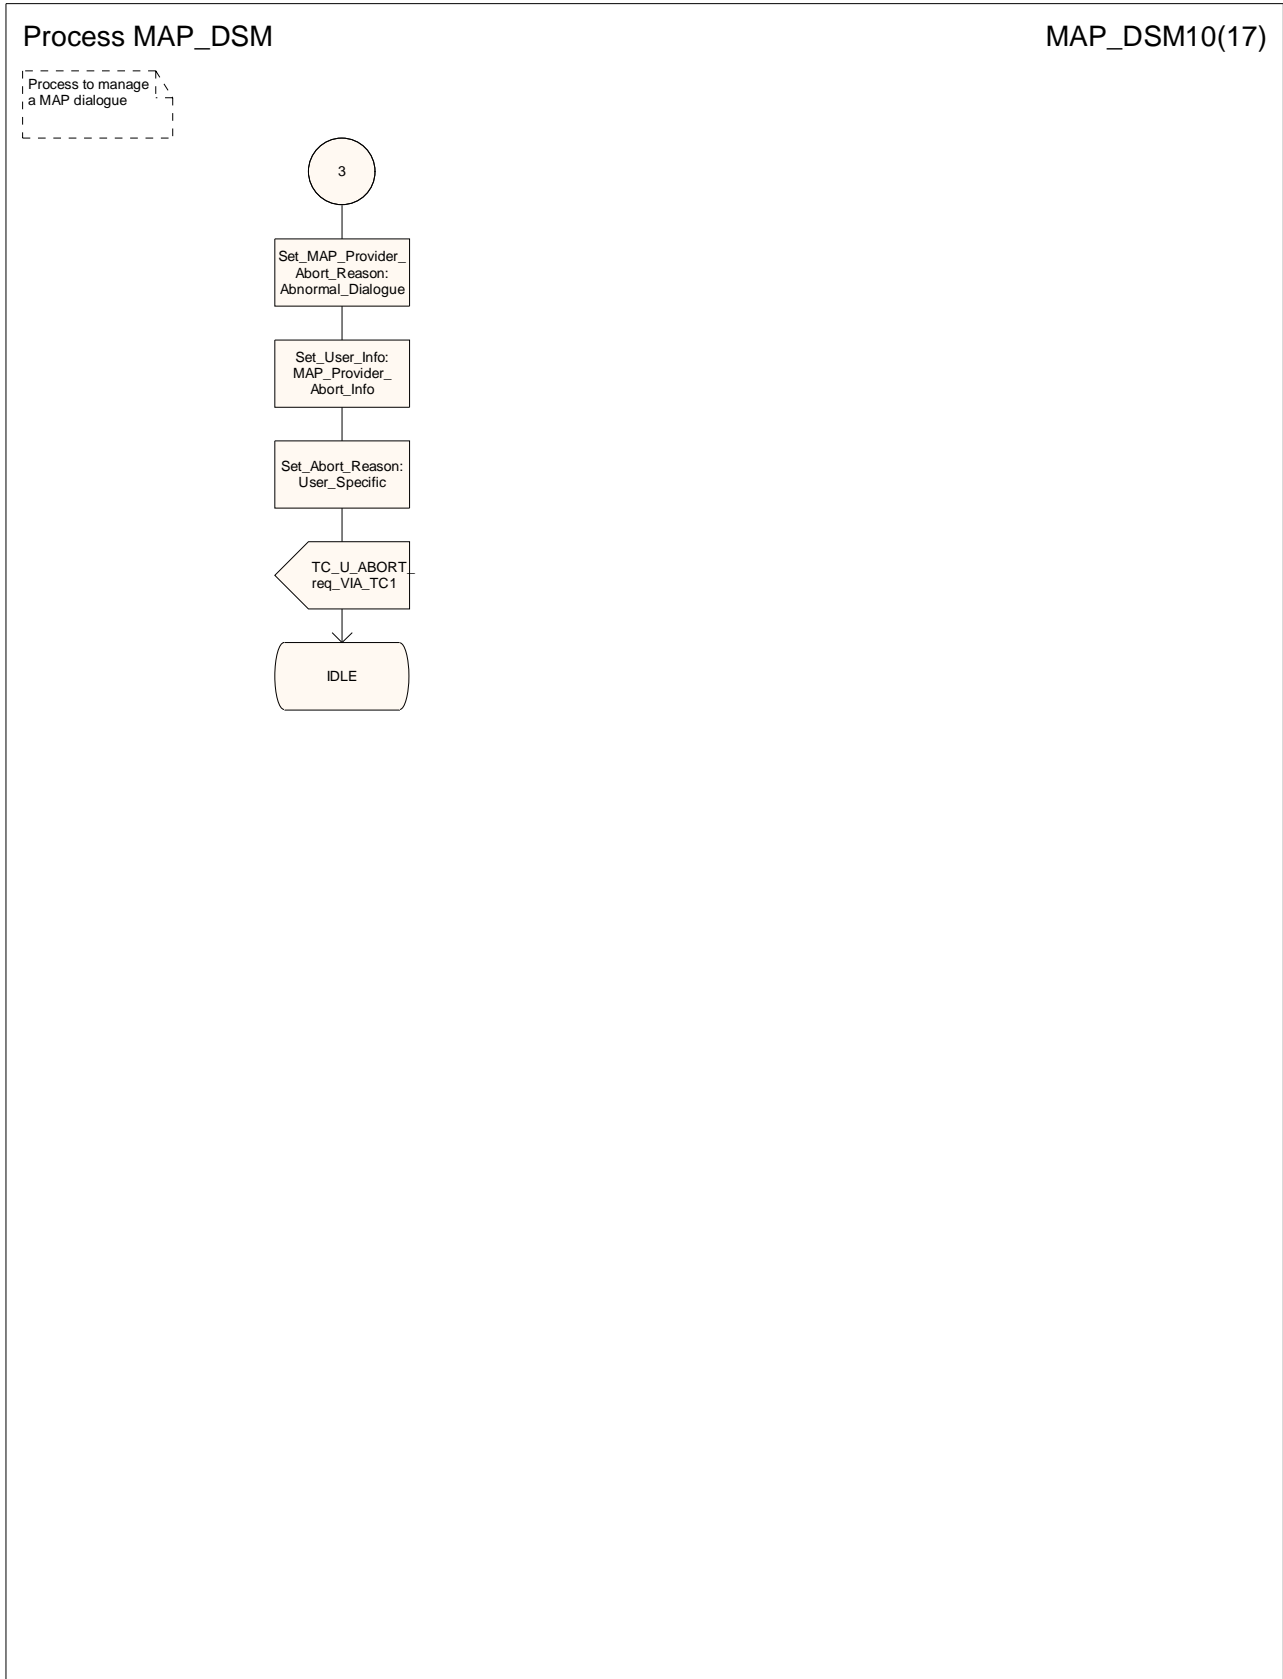 Process MAP_DSM
MAP_DSM10(17)
Process to manage
a MAP dialogue
3
Set_MAP_Provider_
Abort_Reason:
Abnormal_Dialogue
Set_User_Info:
MAP_Provider_
Abort_Info
Set_Abort_Reason:
User_Specific
TC_U_ABORT_
req_VIA_TC1
IDLE